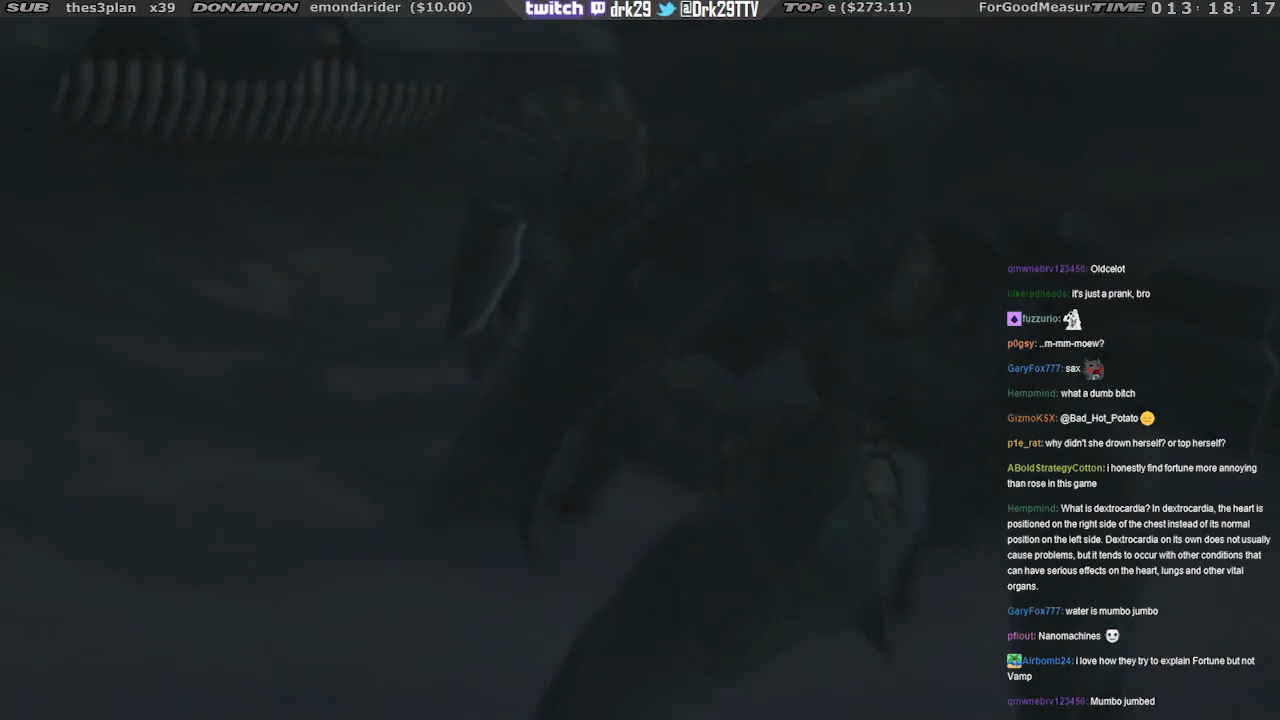 SUB thes3plan x39 DONATION emondarider ($10.00) twitch drk29 @Drk29TTV TOP e ($273.11) ForGoodMeasur TIME 013:18:17
qmwnebrv123456: Oldcelot
iilkeredheads: it's just a prank, bro
fuzzurio:
p0gsy: ..m-mm-moew?
GaryFox777: sax
Hempmind: what a dumb bitch
GizmoKSX: @Bad_Hot_Potato
p1e_rat: why didn't she drown herself? or top herself?
ABoldStrategyCotton: i honestly find fortune more annoying
than rose in this game
Hempmind: What is dextrocardia? In dextrocardia, the heart is
positioned on the right side of the chest instead of its normal
position on the left side. Dextrocardia on its own does not usually
cause problems, but it tends to occur with other conditions that
can have serious effects on the heart, lungs and other vital
organs.
GaryFox777: water is mumbo jumbo
pfiout: Nanomachines
Airbomb24: i love how they try to explain Fortune but not
Vamp
qmwnebrv123456: Mumbo jumbed